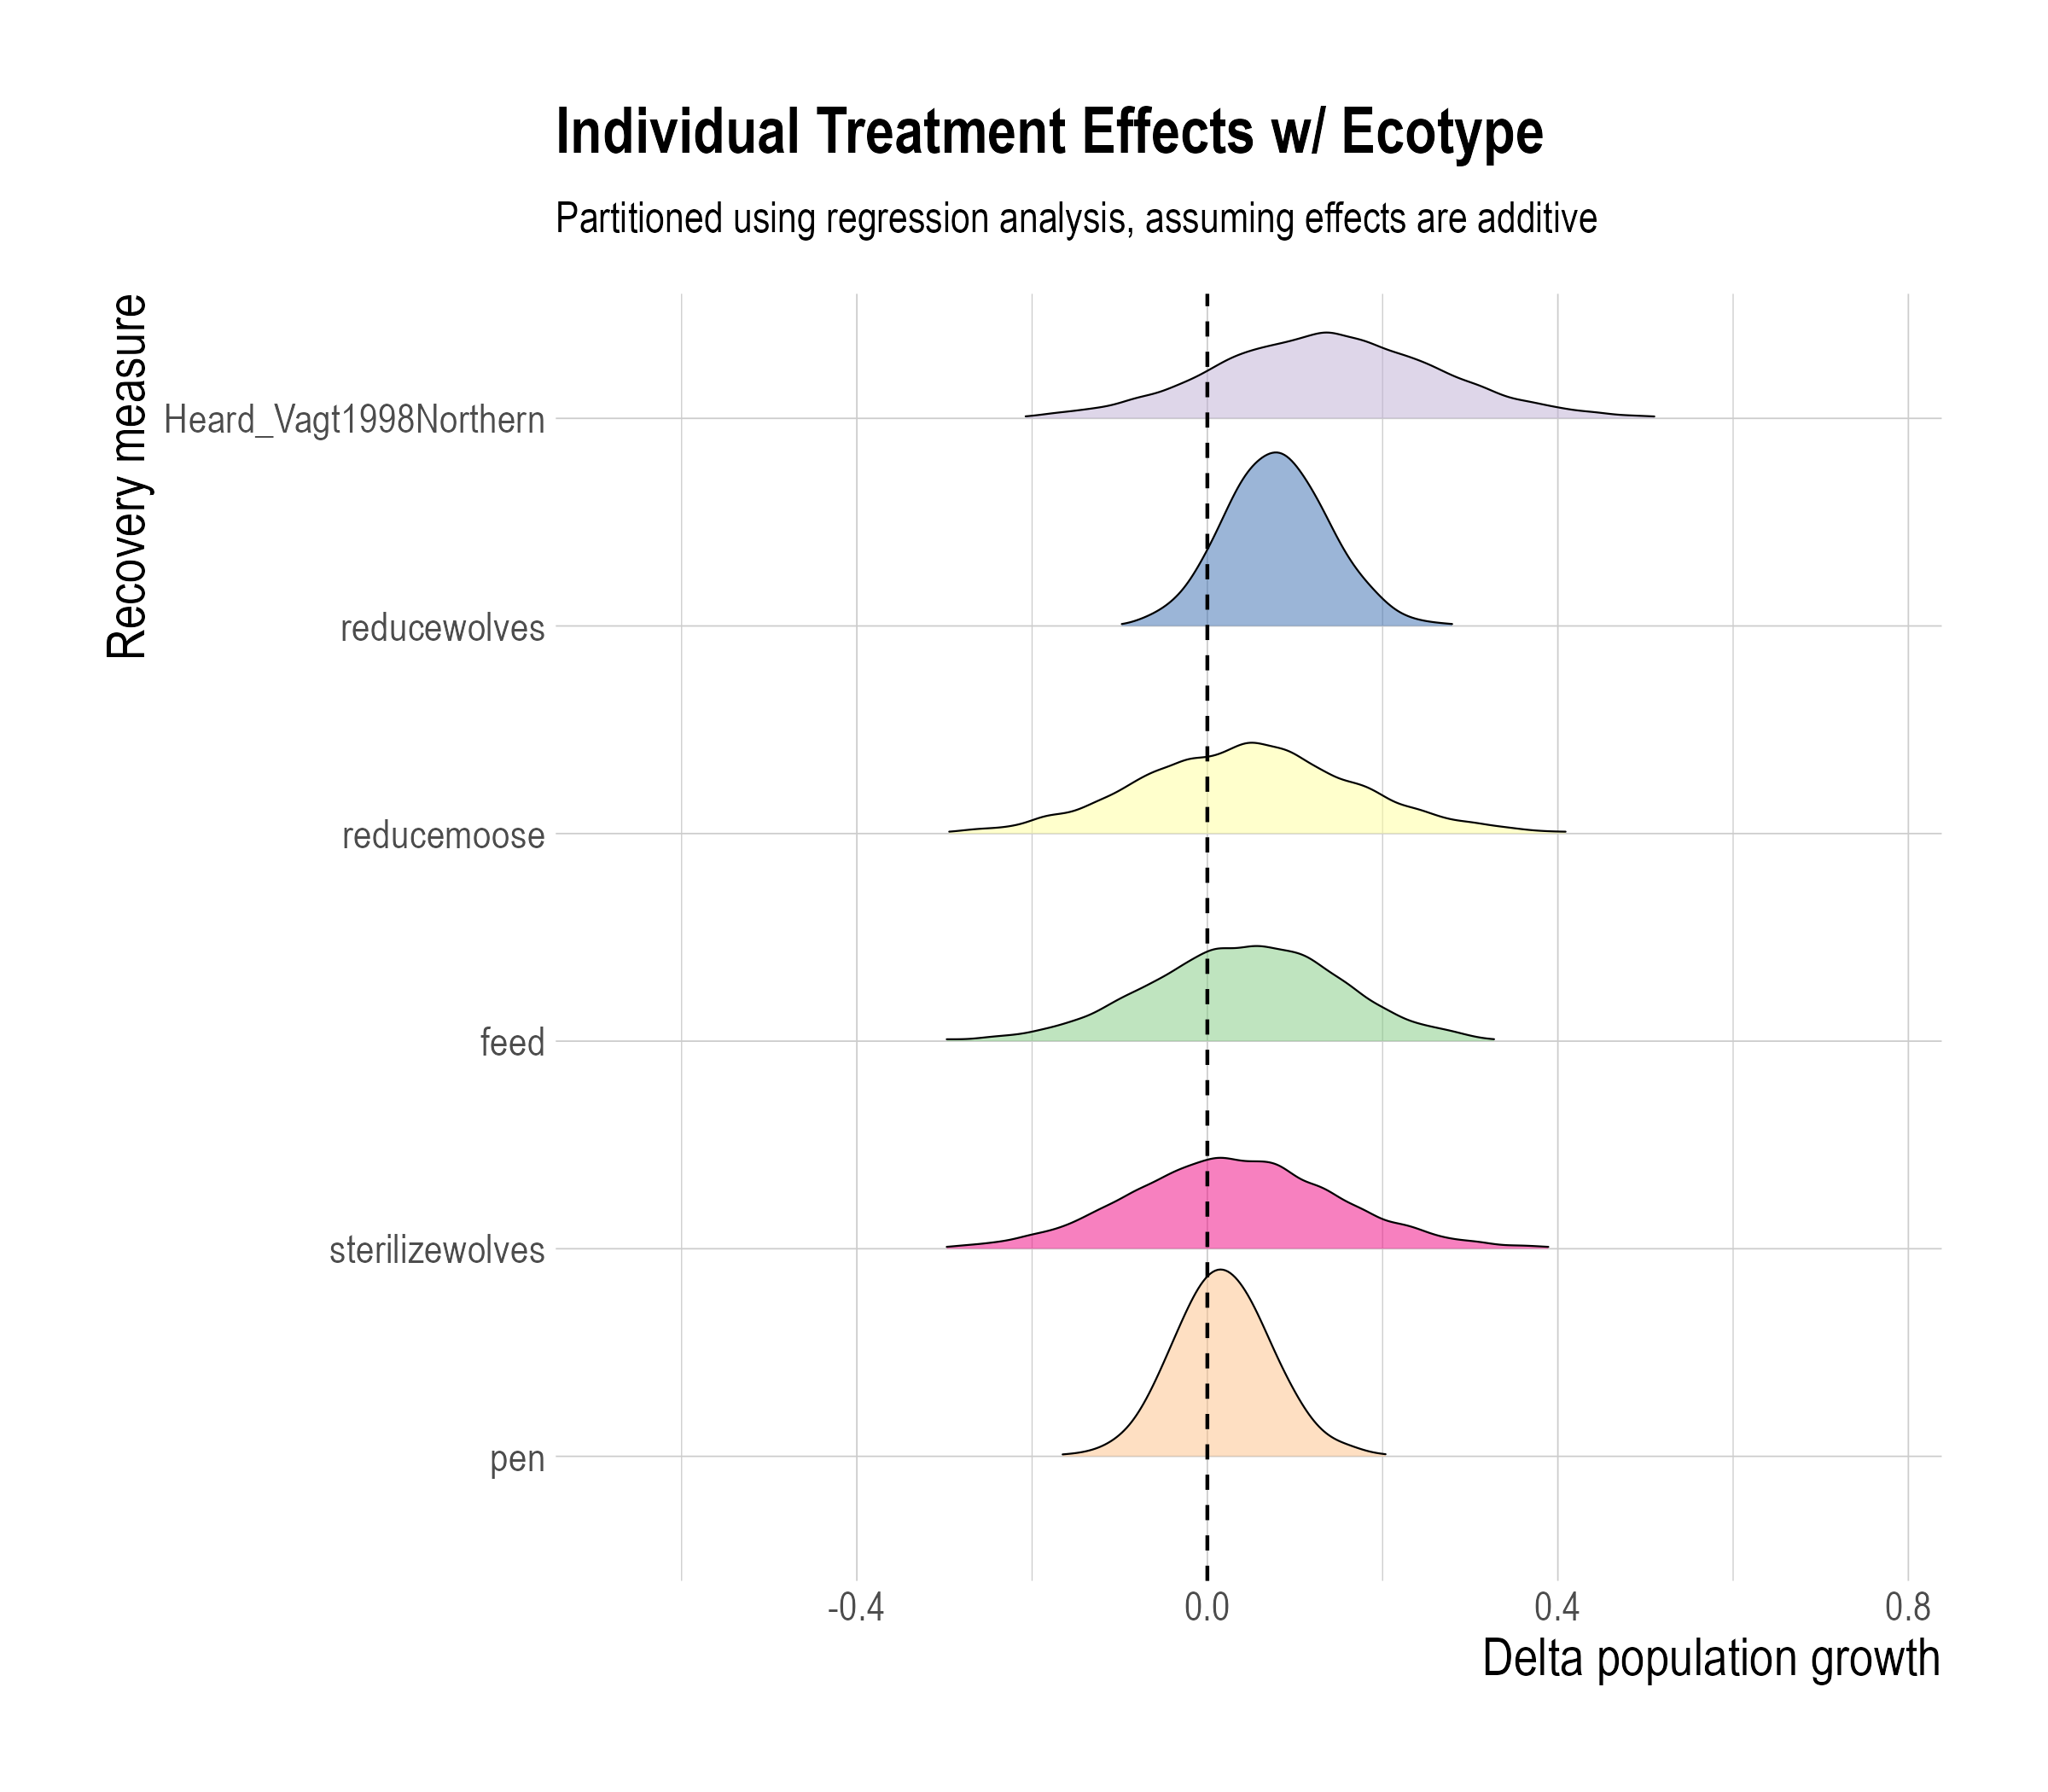 Individual Treatment Effects w/ Ecotype
Partitioned using regression analysis, assuming effects are additive
Recovery measure
Heard_Vagt1998Northern
reducewolves
reducemoose
feed
sterilizewolves
pen
-0.4 0.0 0.4 0.8
Delta population growth